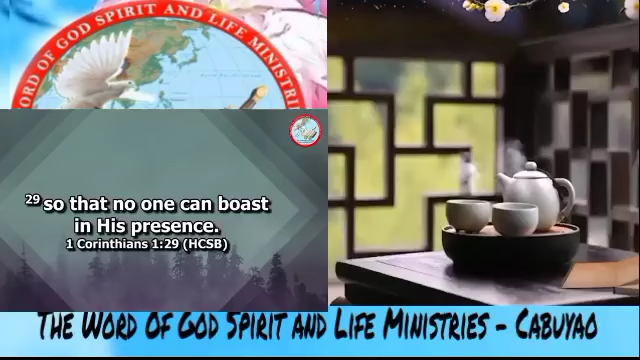 WORD OF GOD SPIRIT AND LIFE MINISTRIES
29 so that no one can boast
in His presence.
1 Corinthians 1:29 (HCSB)
THE WORD OF GOD SPIRIT AND LIFE MINISTRIES - CABUYAO